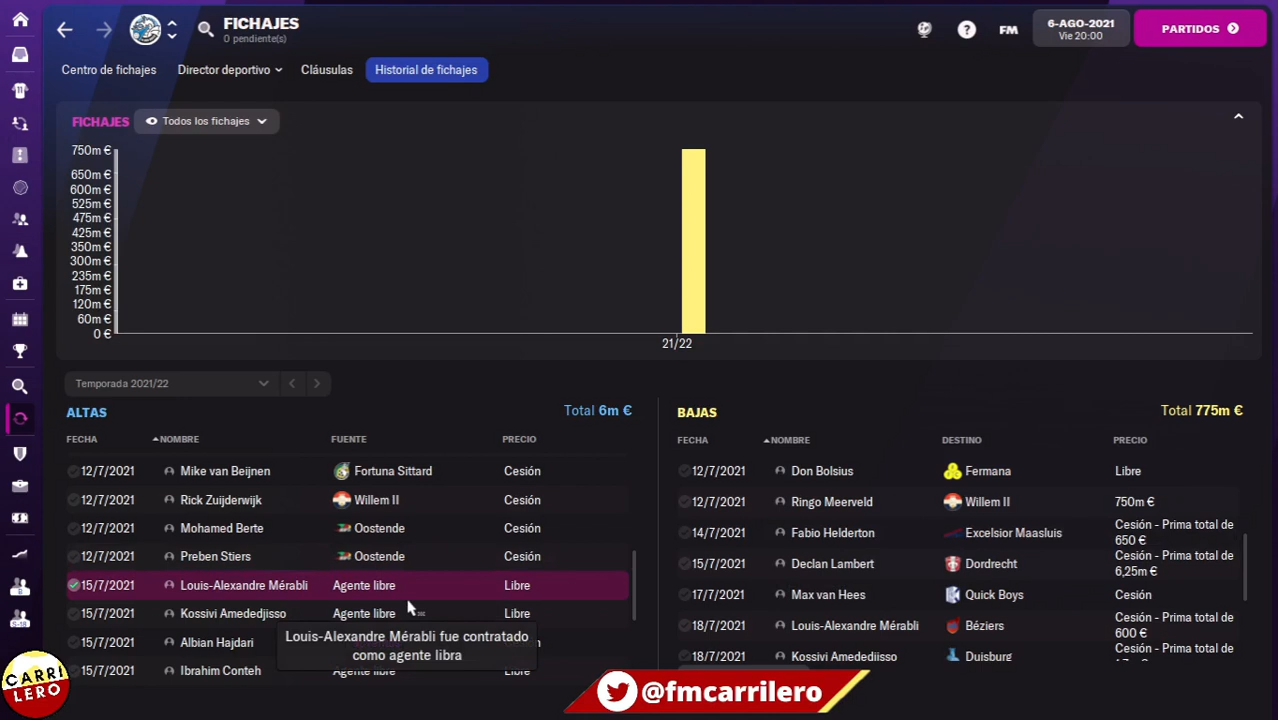 FICHAJES
0 pendiente(s)
FM
6-AGO-2021
Vie 20:00
PARTIDOS
Centro de fichajes
Director deportivo
Cláusulas
Historial de fichajes
FICHAJES
Todos los fichajes
750m €
650m €
600m €
525m €
475m €
425m €
350m €
300m €
235m €
175m €
120m €
60m €
0 €
21/22
Temporada 2021/22
ALTAS Total 6m €
FECHA NOMBRE FUENTE PRECIO
12/7/2021 Mike van Beijnen Fortuna Sittard Cesión
12/7/2021 Rick Zuijderwijk Willem II Cesión
12/7/2021 Mohamed Berte Oostende Cesión
12/7/2021 Preben Stiers Oostende Cesión
15/7/2021 Louis-Alexandre Mérabli Agente libre Libre
15/7/2021 Kossivi Amededjisso Agente libre Libre
15/7/2021 Albian Hajdari
15/7/2021 Ibrahim Conteh Agente libre Libre
Louis-Alexandre Mérabli fue contratado
como agente libra
BAJAS Total 775m €
FECHA NOMBRE DESTINO PRECIO
12/7/2021 Don Bolsius Fermana Libre
12/7/2021 Ringo Meerveld Willem II 750m €
14/7/2021 Fabio Helderton Excelsior Maasluis Cesión - Prima total de
650 €
15/7/2021 Declan Lambert Dordrecht Cesión - Prima total de
6,25m €
17/7/2021 Max van Hees Quick Boys Cesión
18/7/2021 Louis-Alexandre Mérabli Béziers Cesión - Prima total de
600 €
18/7/2021 Kossivi Amededjisso Duisburg Cesión - Prima total de
CARRI
LERO
@fmcarrilero